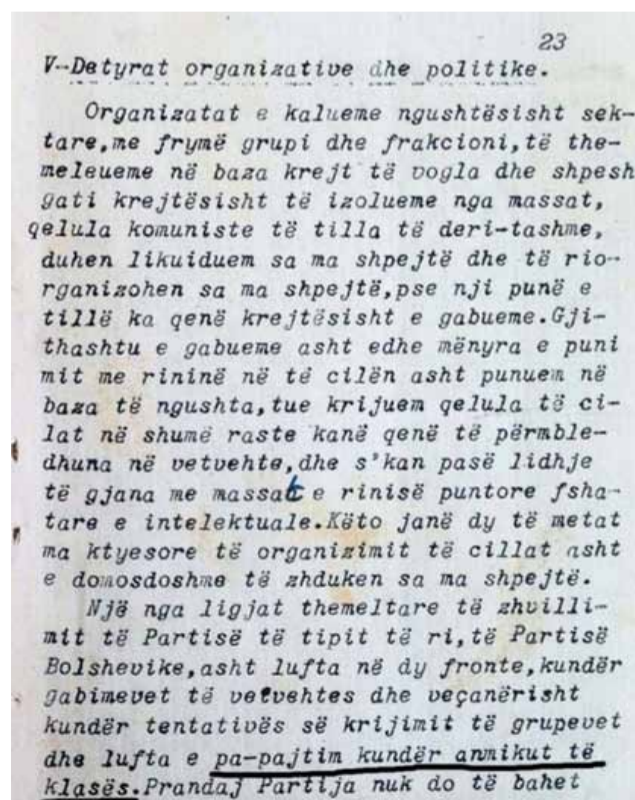 23
V-Detyrat organizative dhe politike.
Organizatat e kalueme ngushtësisht sek-
tare,me frymë grupi dhe frakcioni,të the-
meleueme në baza krejt të vogla dhe shpesh
gati krejtësisht të izolueme nga massat,
qelula komuniste të tilla të deri-tashme,
duhen likuiduem sa ma shpejtë dhe të rio-
rganizohen sa ma shpejtë,pse nji punë e
tillë ka qenë krejtësisht e gabueme.Gji-
thashtu e gabueme asht edhe mënyra e puni
mit me rininë në të cilën asht punuem në
baza të ngushta,tue krijuem qelula të ci-
lat në shumë raste kanë qenë të përmble-
dhuna në vetvehte,dhe s'kan pasë lidhje
të gjana me massat e rinisë puntore fsha-
tare e intelektuale.Këto janë dy të metat
ma ktyesore të organizimit të cillat asht
e domosdoshme të zhduken sa ma shpejtë.
Një nga ligjat themeltare të zhvilli-
mit të Partisë të tipit të ri,të Partisë
Bolshevike,asht lufta në dy fronte,kundër
gabimevet të vetvehtes dhe veçanërisht
kundër tentativës së krijimit të grupevet
dhe lufta e pa-pajtim kundër anmikut të
klasës.Prandaj Partija nuk do të bahet